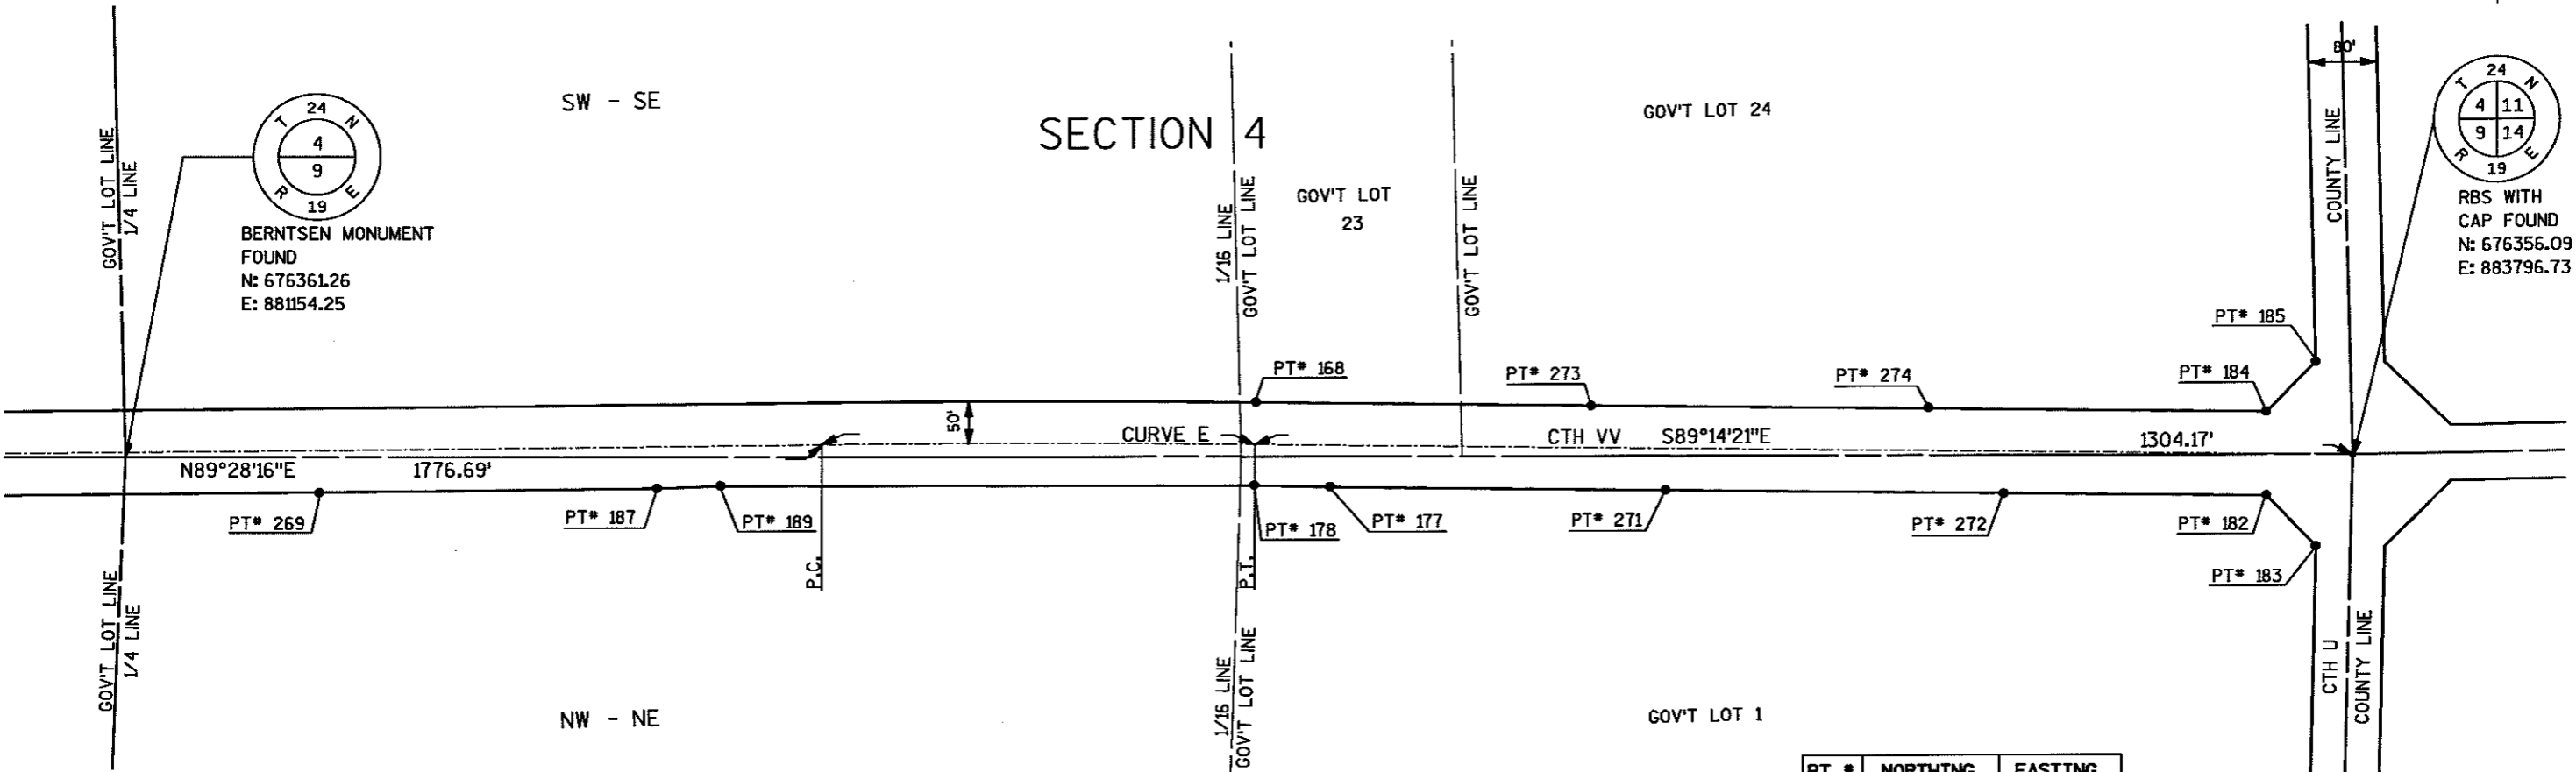 SW - SE
SECTION 4
GOV'T LOT 24
GOV'T LOT
23
80'
GOV'T LOT LINE
1/4 LINE
T 24 N
4
9
R 19 E
BERNTSEN MONUMENT
FOUND
N: 676361.26
E: 881154.25
1/16 LINE
GOV'T LOT LINE
GOV'T LOT LINE
COUNTY LINE
T 24 N
4 11
9 14
R 19 E
RBS WITH
CAP FOUND
N: 676356.09
E: 883796.73
PT# 185
PT# 168
PT# 273
PT# 274
PT# 184
50'
CURVE E
CTH VV S89°14'21"E
1304.17'
N89°28'16"E 1776.69'
PT# 269
PT# 187
PT# 189
PT# 178
PT# 177
PT# 271
PT# 272
PT# 182
PT# 183
P.C.
P.T.
GOV'T LOT LINE
1/4 LINE
1/16 LINE
GOV'T LOT LINE
CTH U
COUNTY LINE
NW - NE
GOV'T LOT 1
PT # NORTHING EASTING